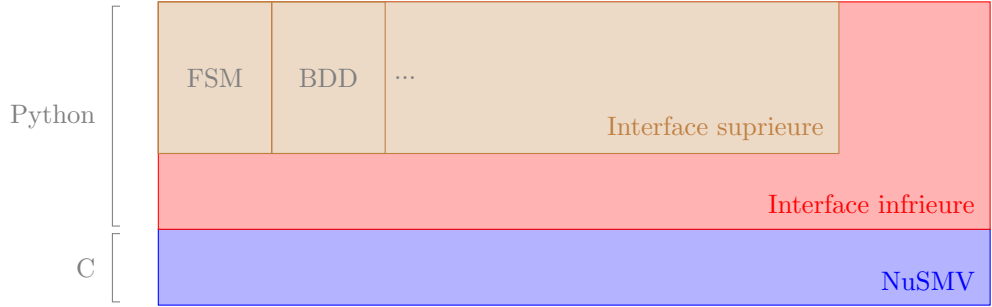 FSM
BDD
...
Python
Interface suprieure
Interface infrieure
C
NuSMV